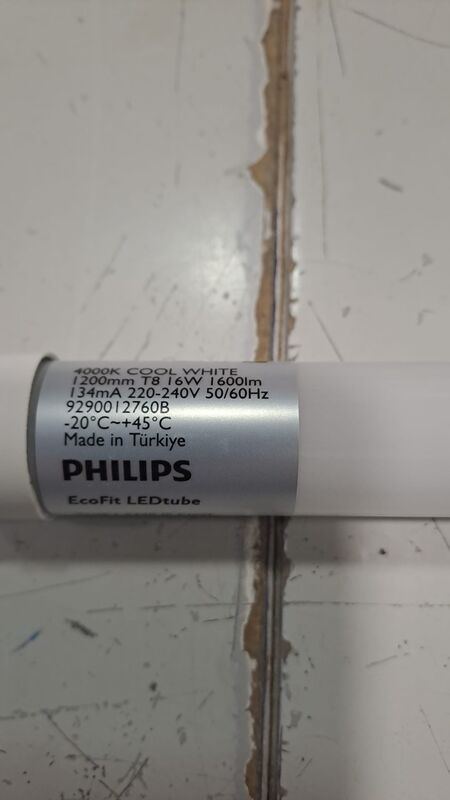 4000K COOL WHITE
1200mm T8 16W 1600lm
134mA 220-240V 50/60Hz
9290012760B
-20°C~+45°C
Made in Türkiye
PHILIPS
EcoFit LEDtube